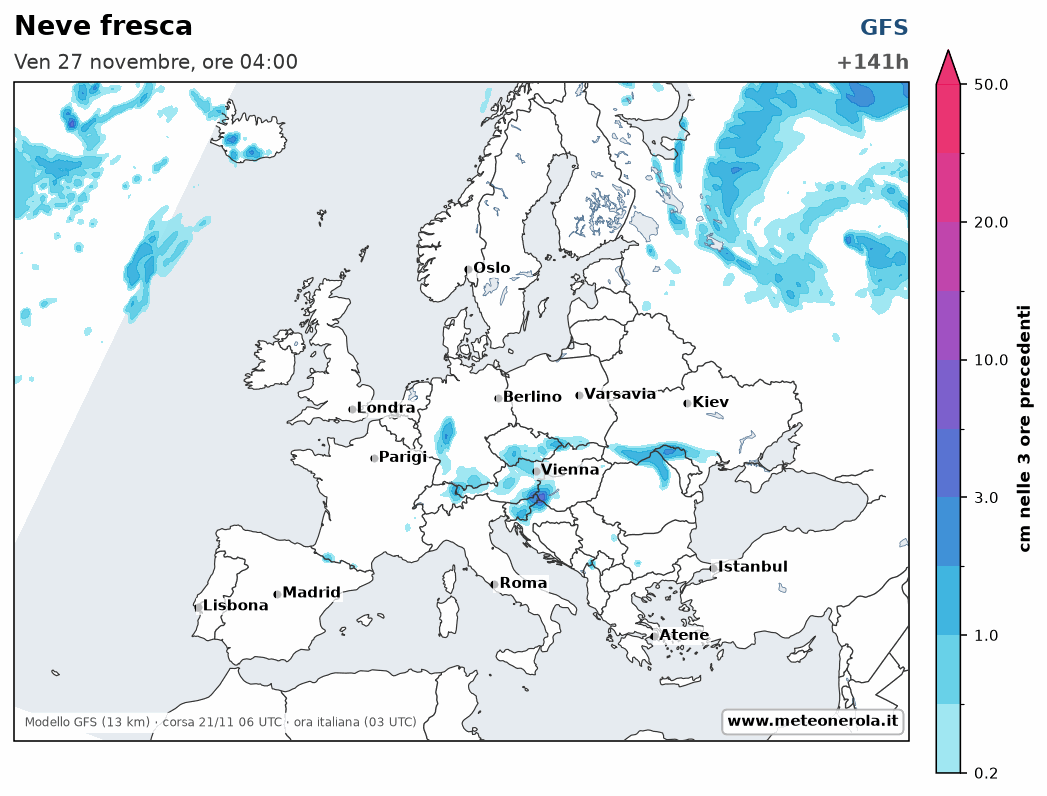 Neve fresca
GFS
Ven 27 novembre, ore 04:00
+141h
50.0
20.0
10.0
3.0
1.0
0.2
cm nelle 3 ore precedenti
Oslo
Berlino
Varsavia
Kiev
Londra
Parigi
Vienna
Istanbul
Roma
Madrid
Lisbona
Atene
Modello GFS (13 km) · corsa 21/11 06 UTC · ora italiana (03 UTC)
www.meteonerola.it